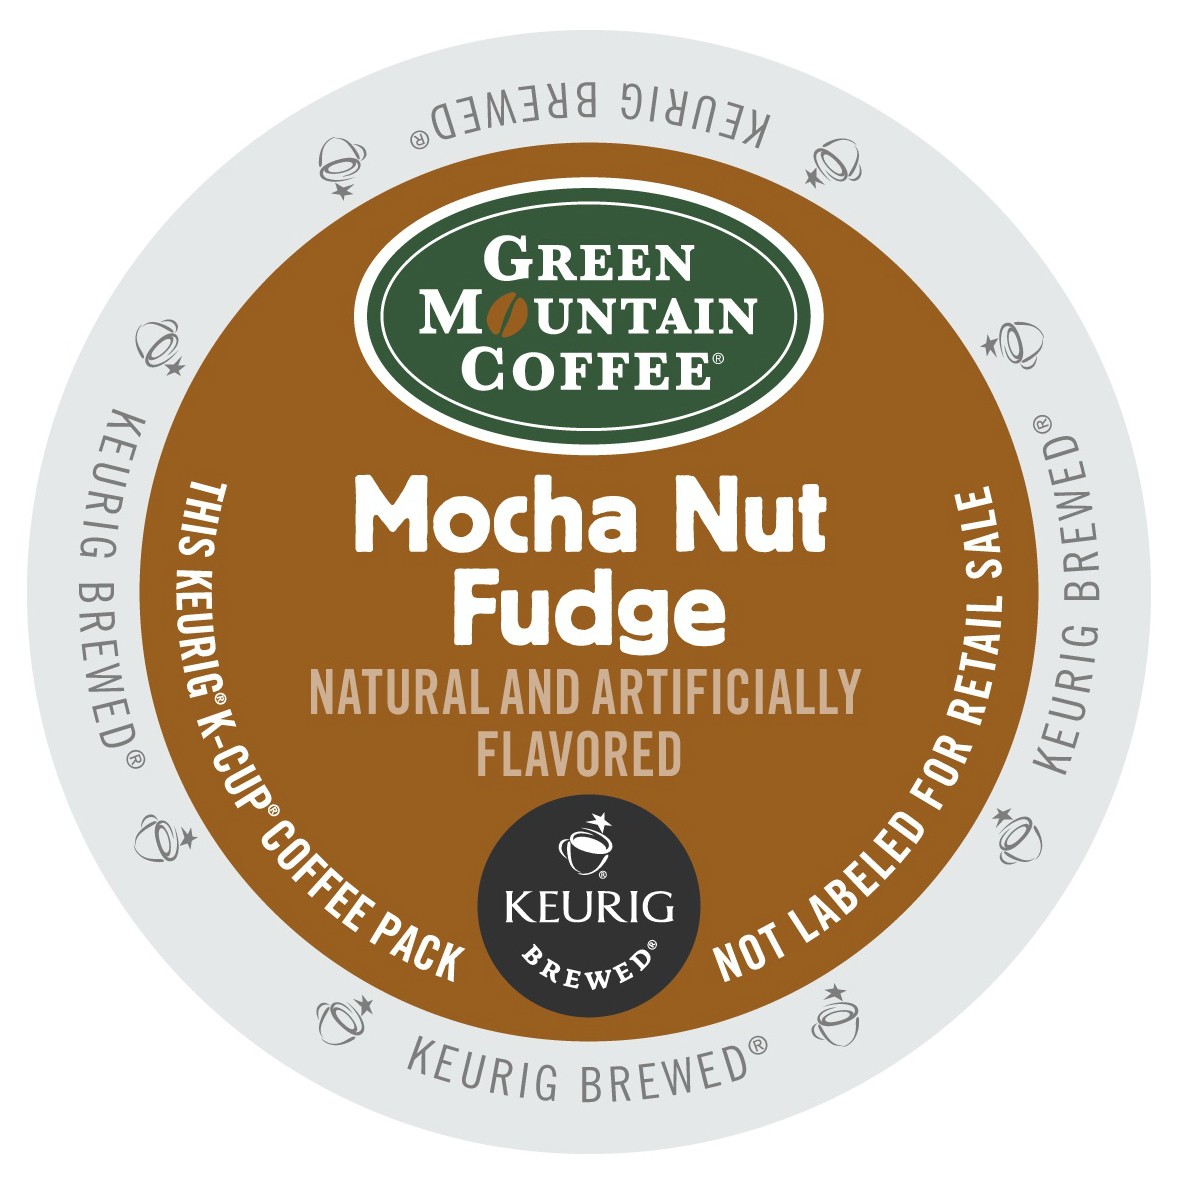 KEURIG BREWED®
GREEN
MOUNTAIN
COFFEE®
Mocha Nut
Fudge
NATURAL AND ARTIFICIALLY
FLAVORED
THIS KEURIG® K-CUP® COFFEE PACK
NOT LABELED FOR RETAIL SALE
®
KEURIG
BREWED®
KEURIG BREWED®
KEURIG BREWED®
KEURIG BREWED®